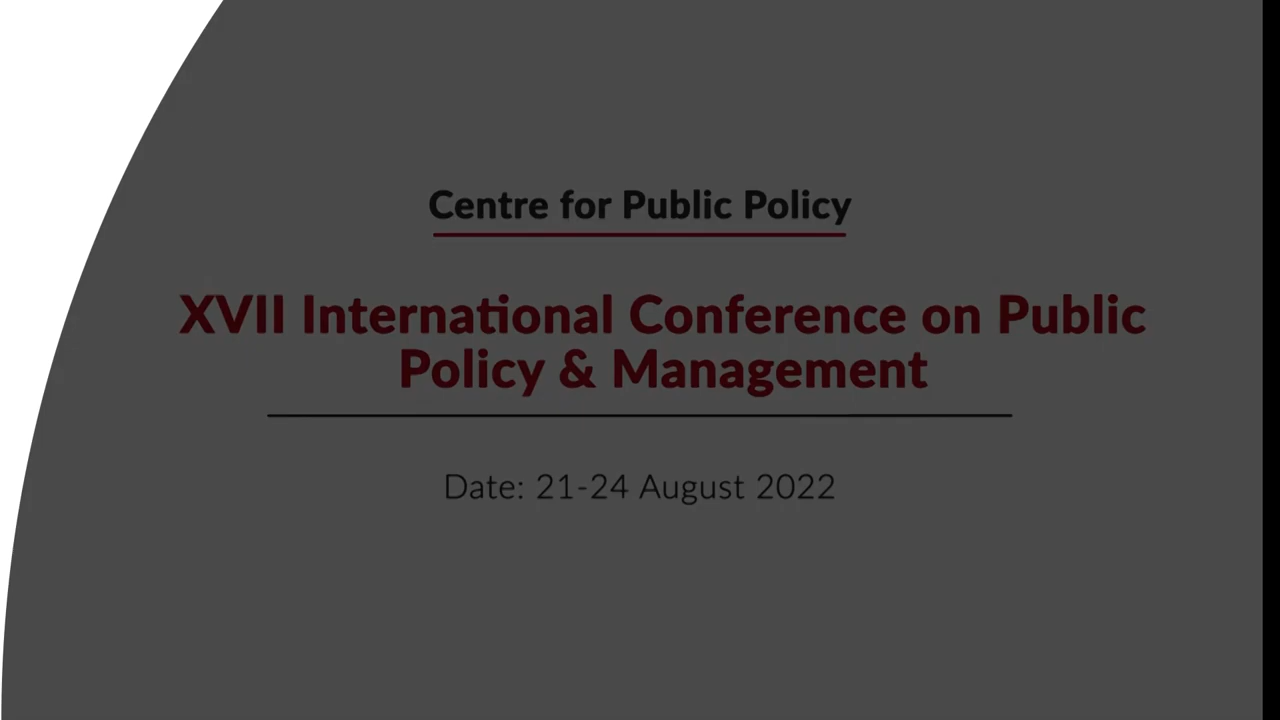 Centre for Public Policy
XVII International Conference on Public
Policy & Management
Date: 21-24 August 2022